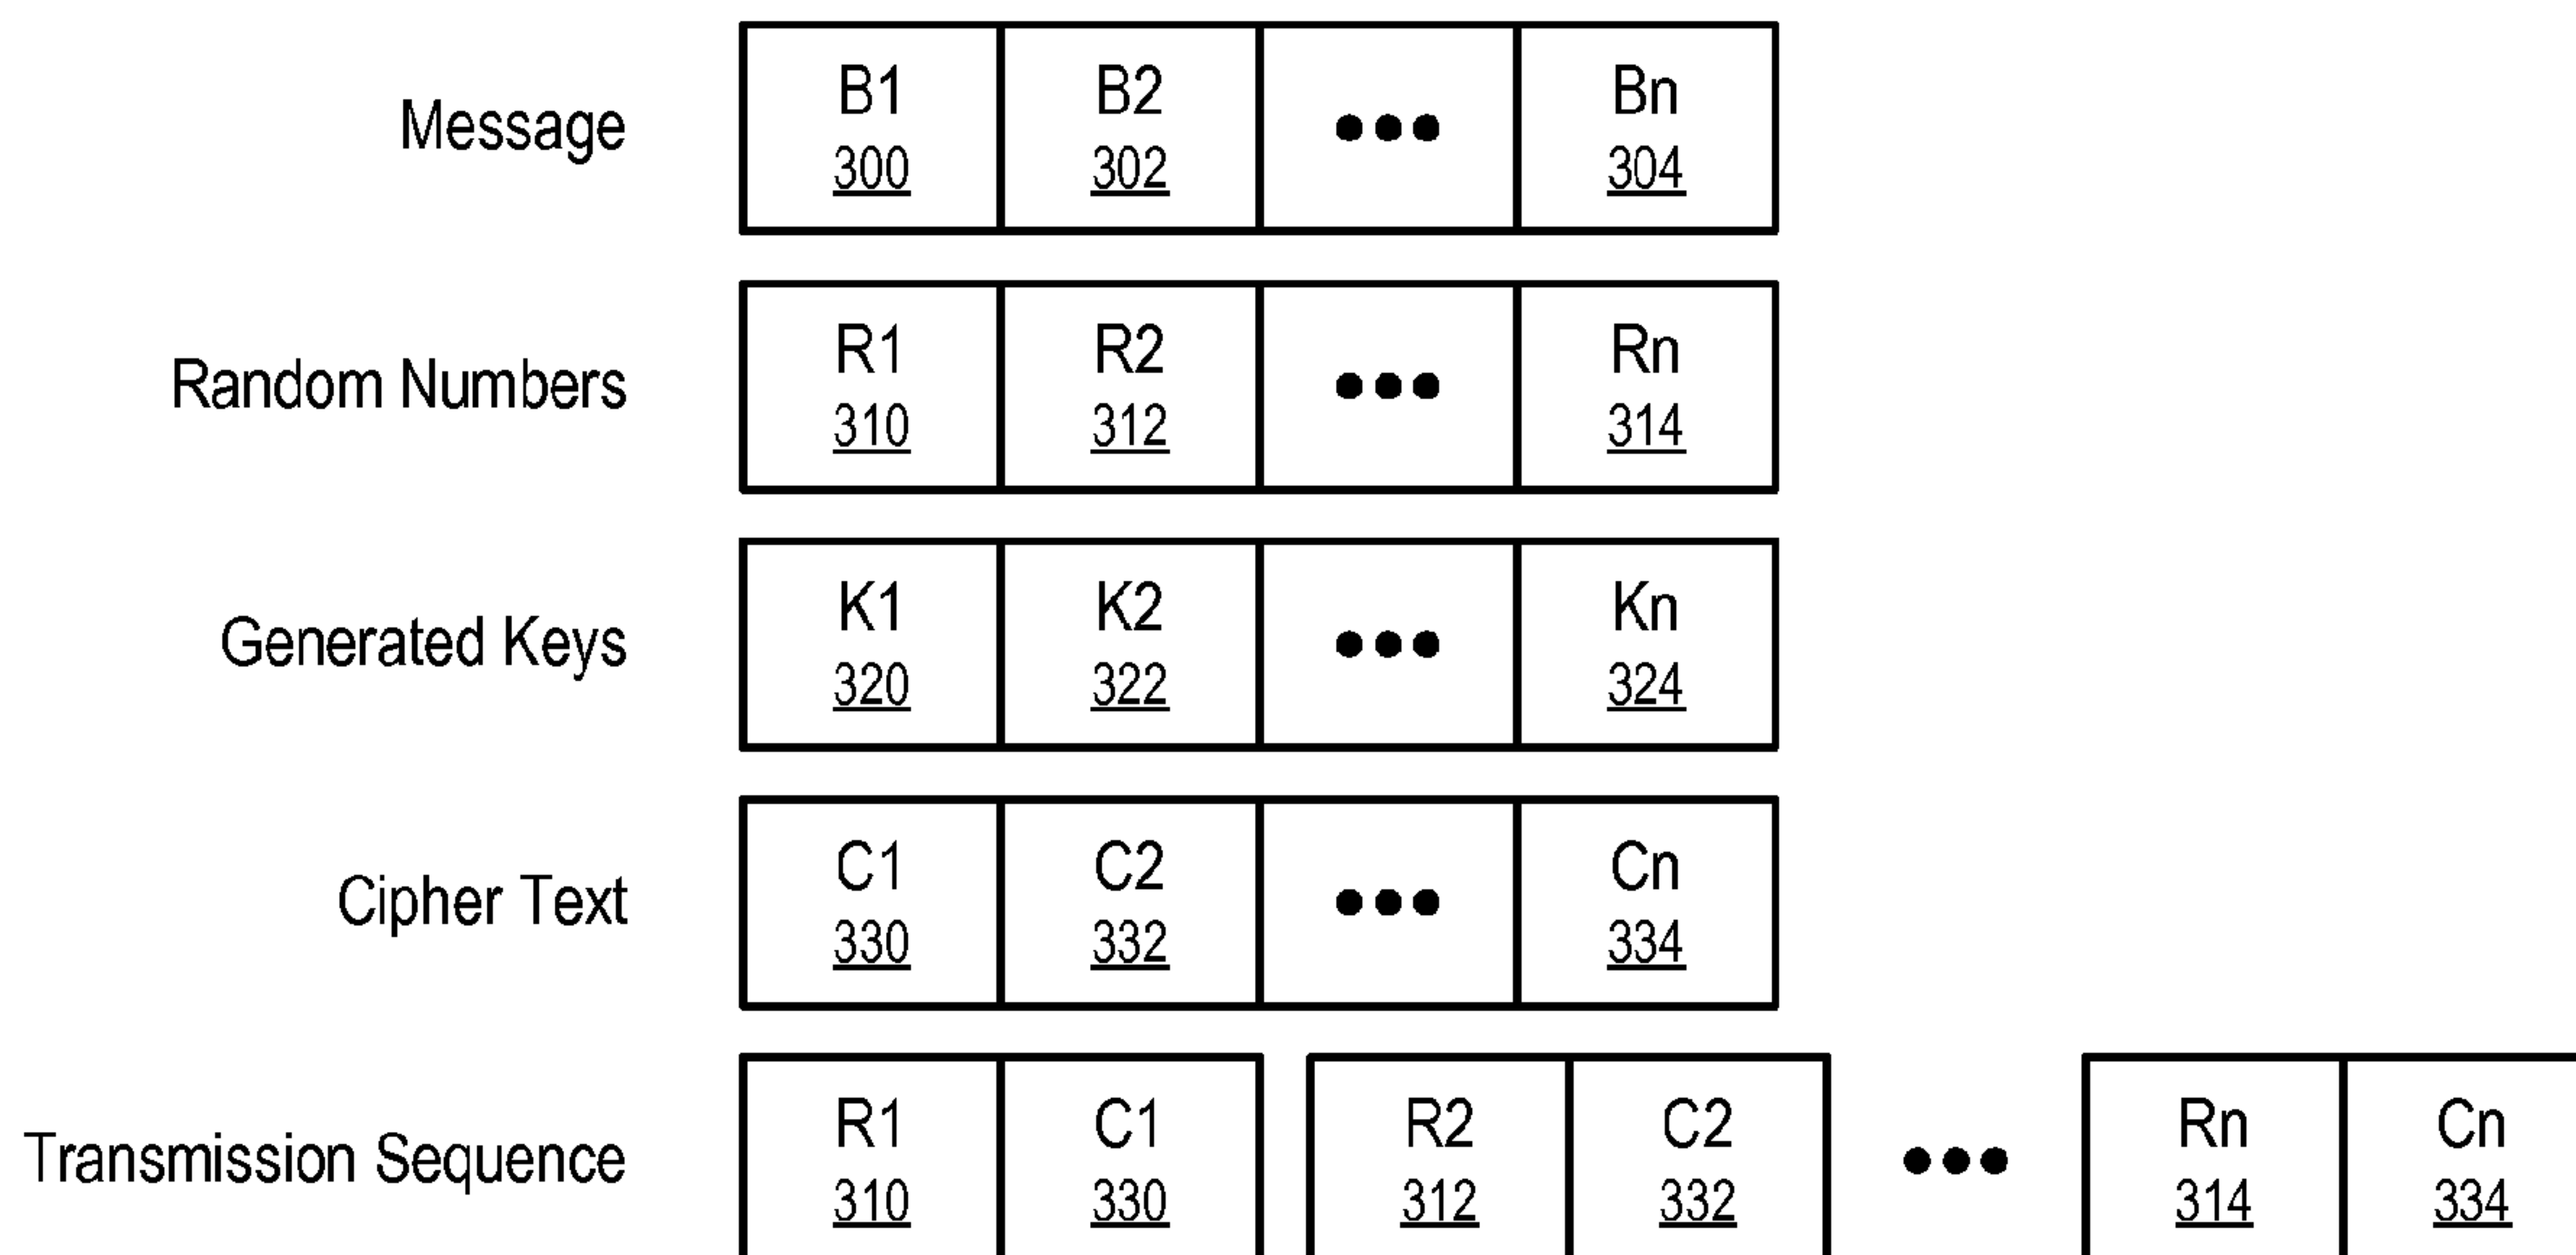 Message
B1 B2 ••• Bn
300 302 304
Random Numbers
R1 R2 ••• Rn
310 312 314
Generated Keys
K1 K2 ••• Kn
320 322 324
Cipher Text
C1 C2 ••• Cn
330 332 334
Transmission Sequence
R1 C1 R2 C2 ••• Rn Cn
310 330 312 332 314 334